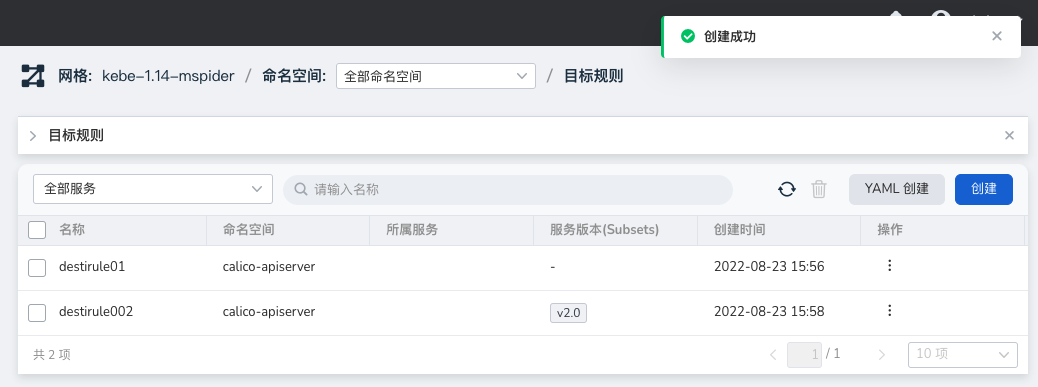 创建成功
网格: kebe-1.14-mspider / 命名空间: 全部命名空间 / 目标规则
目标规则
全部服务 请输入名称 YAML 创建 创建
名称 命名空间 所属服务 服务版本(Subsets) 创建时间 操作
destirule01 calico-apiserver - 2022-08-23 15:56
destirule002 calico-apiserver v2.0 2022-08-23 15:58
共 2 项 1 / 1 10 项